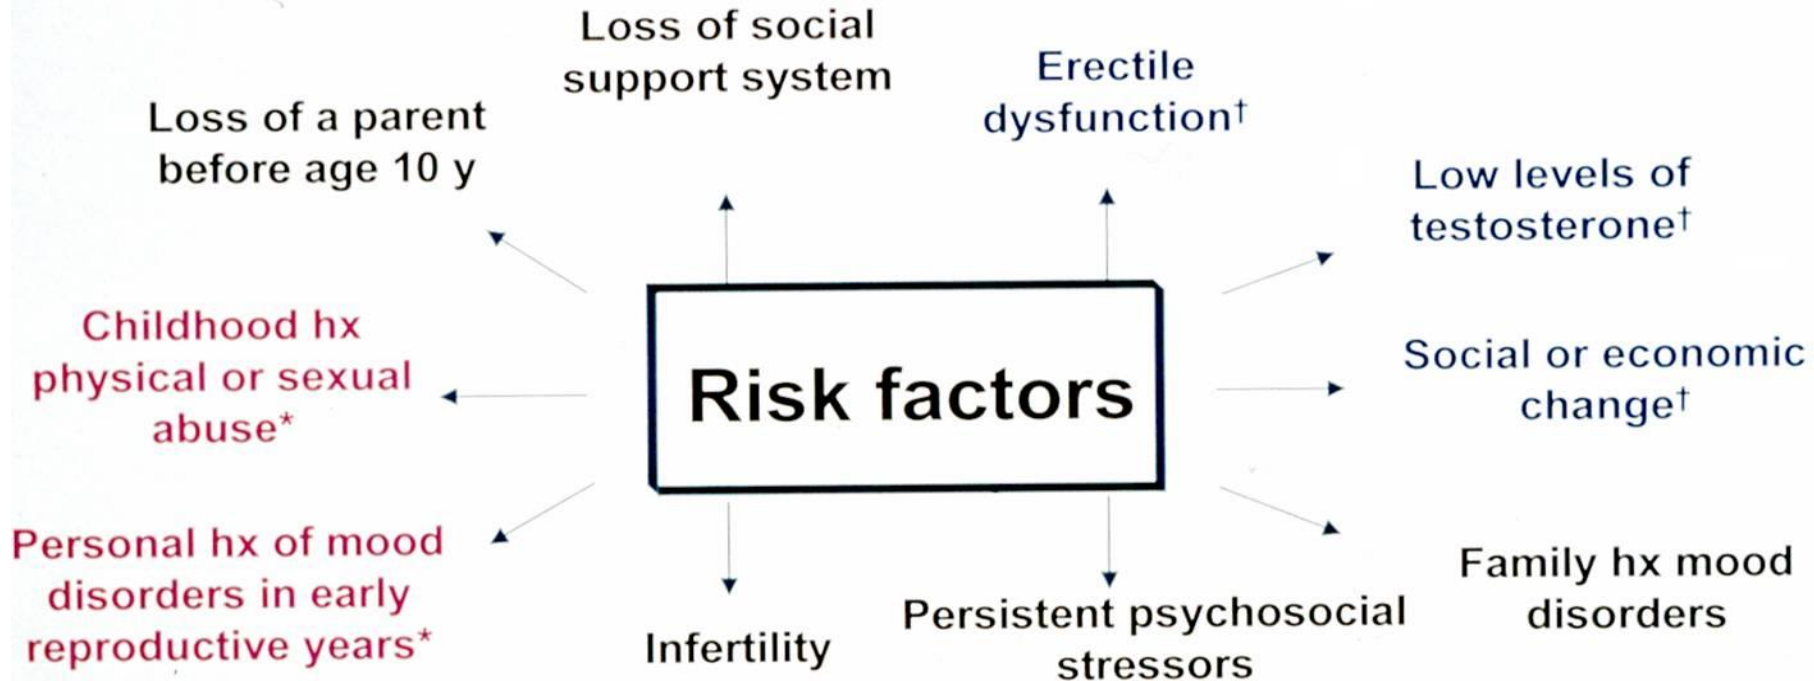 Loss of social
support system
Erectile
dysfunction†
Loss of a parent
before age 10 y
Low levels of
testosterone†
Childhood hx
physical or sexual
abuse*
Risk factors
Social or economic
change†
Personal hx of mood
disorders in early
reproductive years*
Infertility
Persistent psychosocial
stressors
Family hx mood
disorders